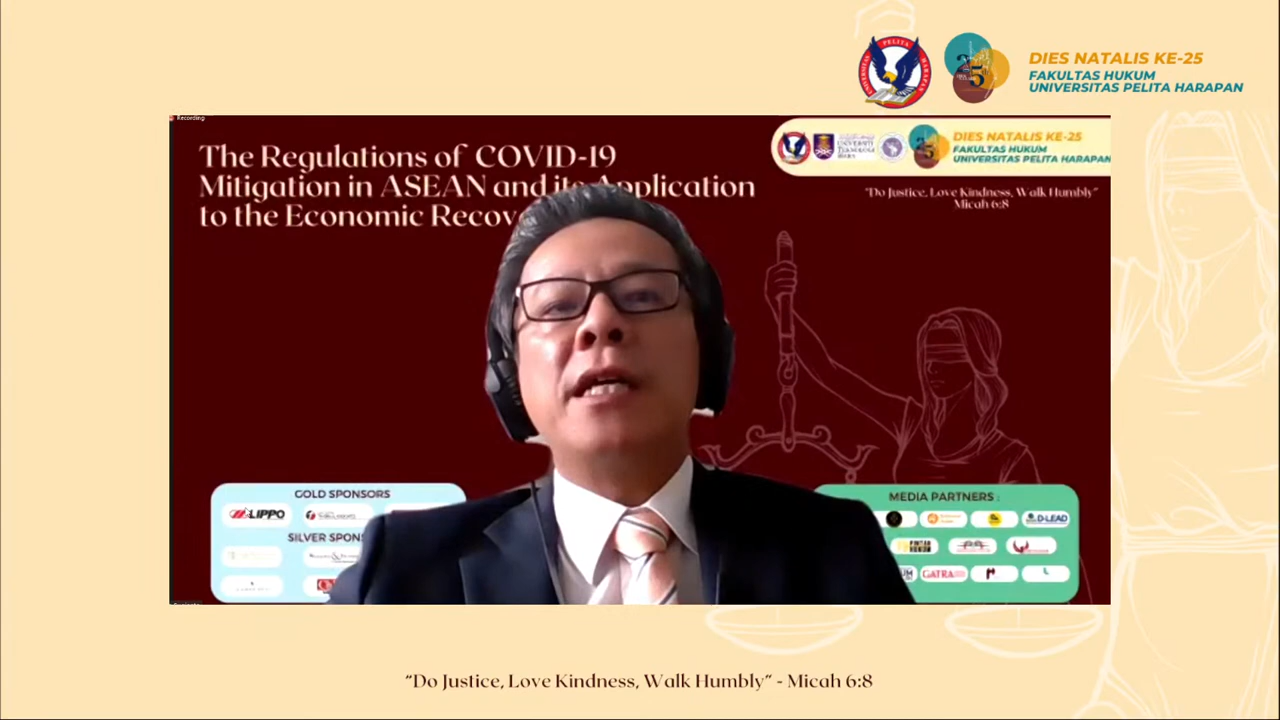 DIES NATALIS KE-25
FAKULTAS HUKUM
UNIVERSITAS PELITA HARAPAN
Recording
The Regulations of COVID-19
Mitigation in ASEAN and its Application
to the Economic Recov
DIES NATALIS KE-25
FAKULTAS HUKUM
UNIVERSITAS PELITA HARAPAN
"Do Justice, Love Kindness, Walk Humbly"
Micah 6:8
GOLD SPONSORS
LIPPO
SILVER SPONS
MEDIA PARTNERS :
D-LEAD
GATRA
"Do Justice, Love Kindness, Walk Humbly" - Micah 6:8